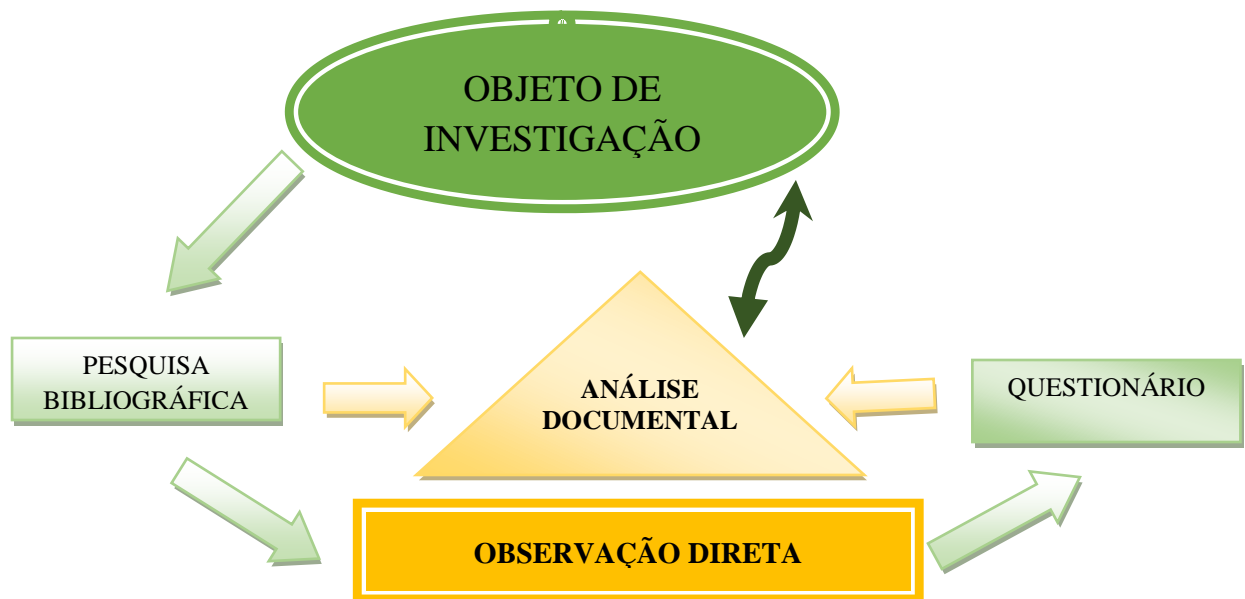 OBJETO DE
INVESTIGAÇÃO
PESQUISA
BIBLIOGRÁFICA
ANÁLISE
DOCUMENTAL
QUESTIONÁRIO
OBSERVAÇÃO DIRETA